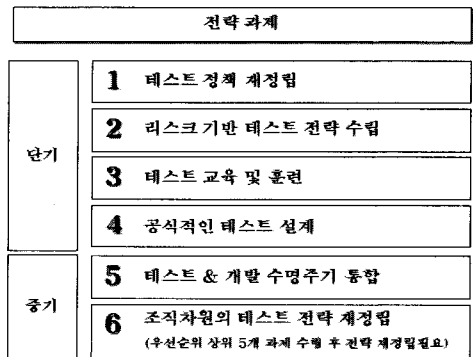 전략 과제
단기
1 테스트 정책 재정립
2 리스크 기반 테스트 전략 수립
3 테스트 교육 및 훈련
4 공식적인 테스트 설계
중기
5 테스트 & 개발 수명주기 통합
6 조직차원의 테스트 전략 재정립
(우선순위 상위 5개 과제 수행 후 전략 재정립필요)